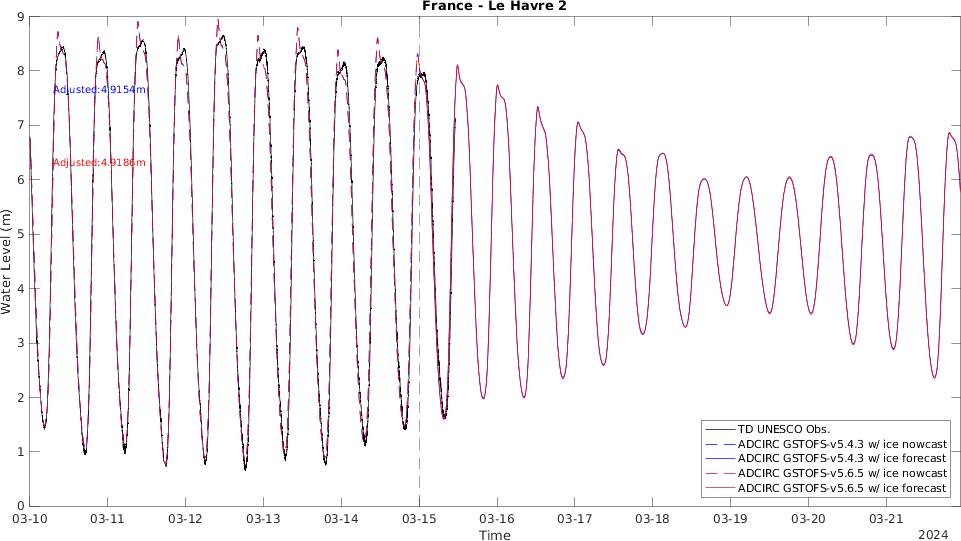 France - Le Havre 2
9
8
7
6
5
4
3
2
1
0
Water Level (m)
Adjusted:4.9154m
Adjusted:4.9186m
TD UNESCO Obs.
ADCIRC GSTOFS-v5.4.3 w/ ice nowcast
ADCIRC GSTOFS-v5.4.3 w/ ice forecast
ADCIRC GSTOFS-v5.6.5 w/ ice nowcast
ADCIRC GSTOFS-v5.6.5 w/ ice forecast
03-10 03-11 03-12 03-13 03-14 03-15 03-16 03-17 03-18 03-19 03-20 03-21
Time
2024